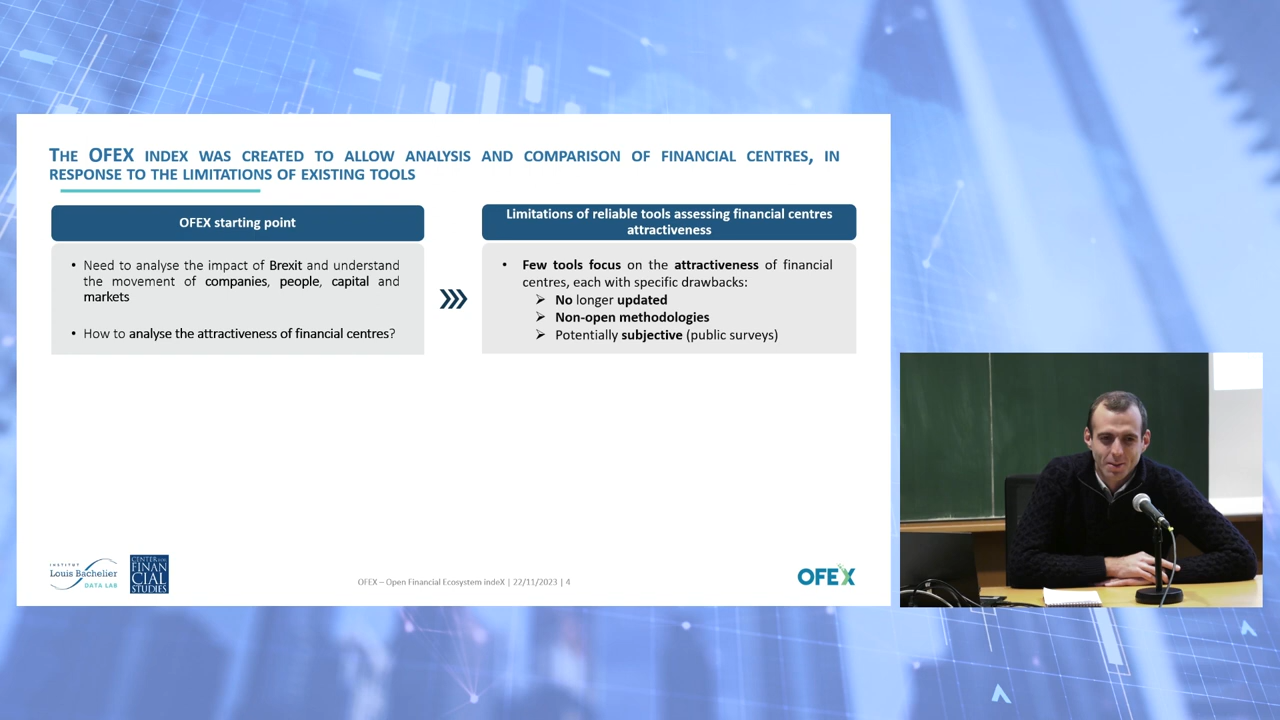 THE OFEX INDEX WAS CREATED TO ALLOW ANALYSIS AND COMPARISON OF FINANCIAL CENTRES, IN
RESPONSE TO THE LIMITATIONS OF EXISTING TOOLS
OFEX starting point
• Need to analyse the impact of Brexit and understand
the movement of companies, people, capital and
markets
• How to analyse the attractiveness of financial centres?
Limitations of reliable tools assessing financial centres
attractiveness
• Few tools focus on the attractiveness of financial
centres, each with specific drawbacks:
➢ No longer updated
➢ Non-open methodologies
➢ Potentially subjective (public surveys)
INSTITUT
Louis Bachelier
DATA LAB
CENTER FOR
FINAN
CIAL
STUDIES
OFEX – Open Financial Ecosystem indeX | 22/11/2023 | 4
OFEX